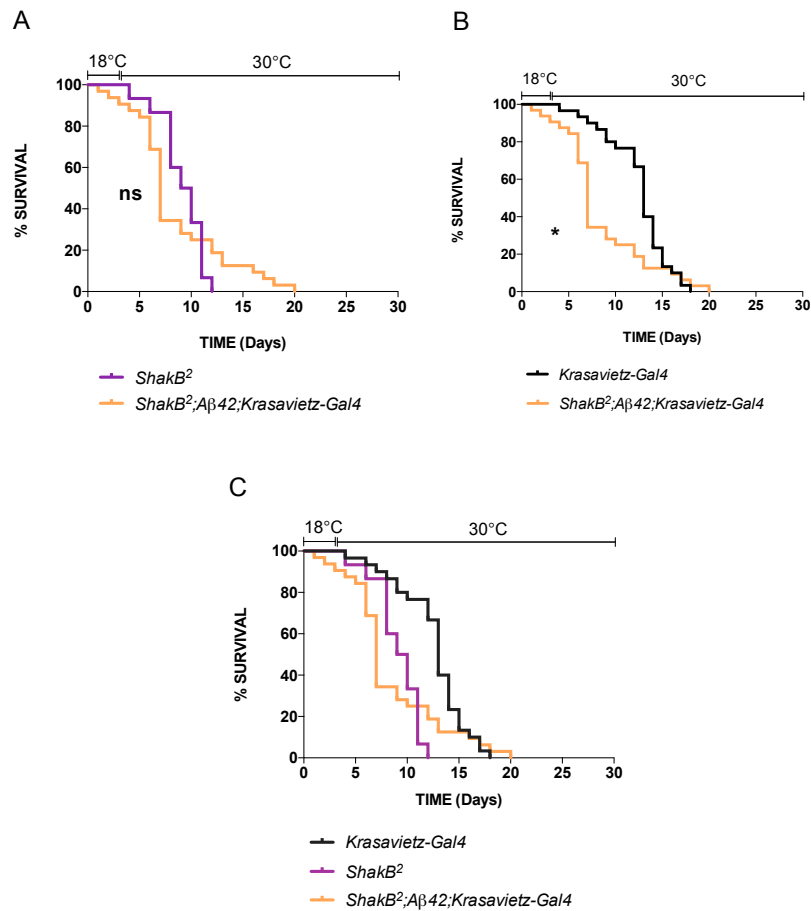 A
18°C 30°C
100
80
60
40
20
0
% SURVIVAL
ns
0 5 10 15 20 25 30
TIME (Days)
ShakB²
ShakB²;Aβ42;Krasavietz-Gal4
B
18°C 30°C
100
80
60
40
20
0
% SURVIVAL
*
0 5 10 15 20 25 30
TIME (Days)
Krasavietz-Gal4
ShakB²;Aβ42;Krasavietz-Gal4
C
18°C 30°C
100
80
60
40
20
0
% SURVIVAL
0 5 10 15 20 25 30
TIME (Days)
Krasavietz-Gal4
ShakB²
ShakB²;Aβ42;Krasavietz-Gal4